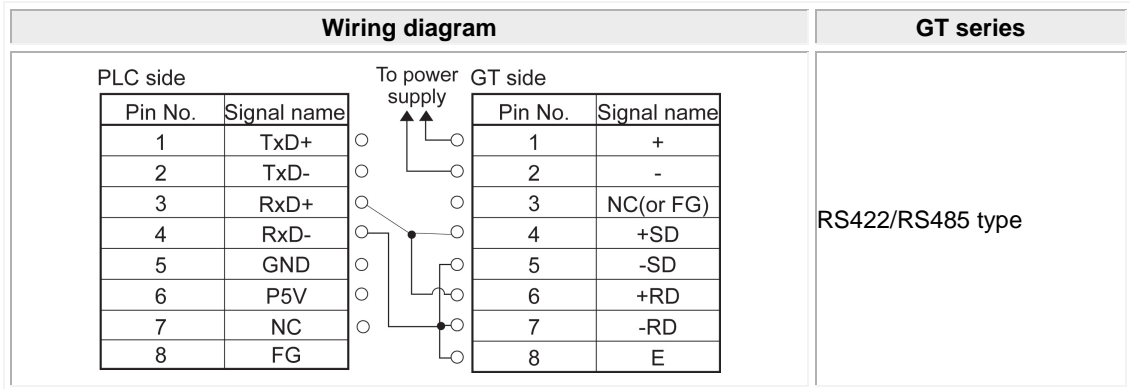 Wiring diagram GT series
PLC side To power supply GT side
Pin No. Signal name Pin No. Signal name
1 TxD+ 1 +
2 TxD- 2 -
3 RxD+ 3 NC(or FG)
4 RxD- 4 +SD
5 GND 5 -SD
6 P5V 6 +RD
7 NC 7 -RD
8 FG 8 E
RS422/RS485 type